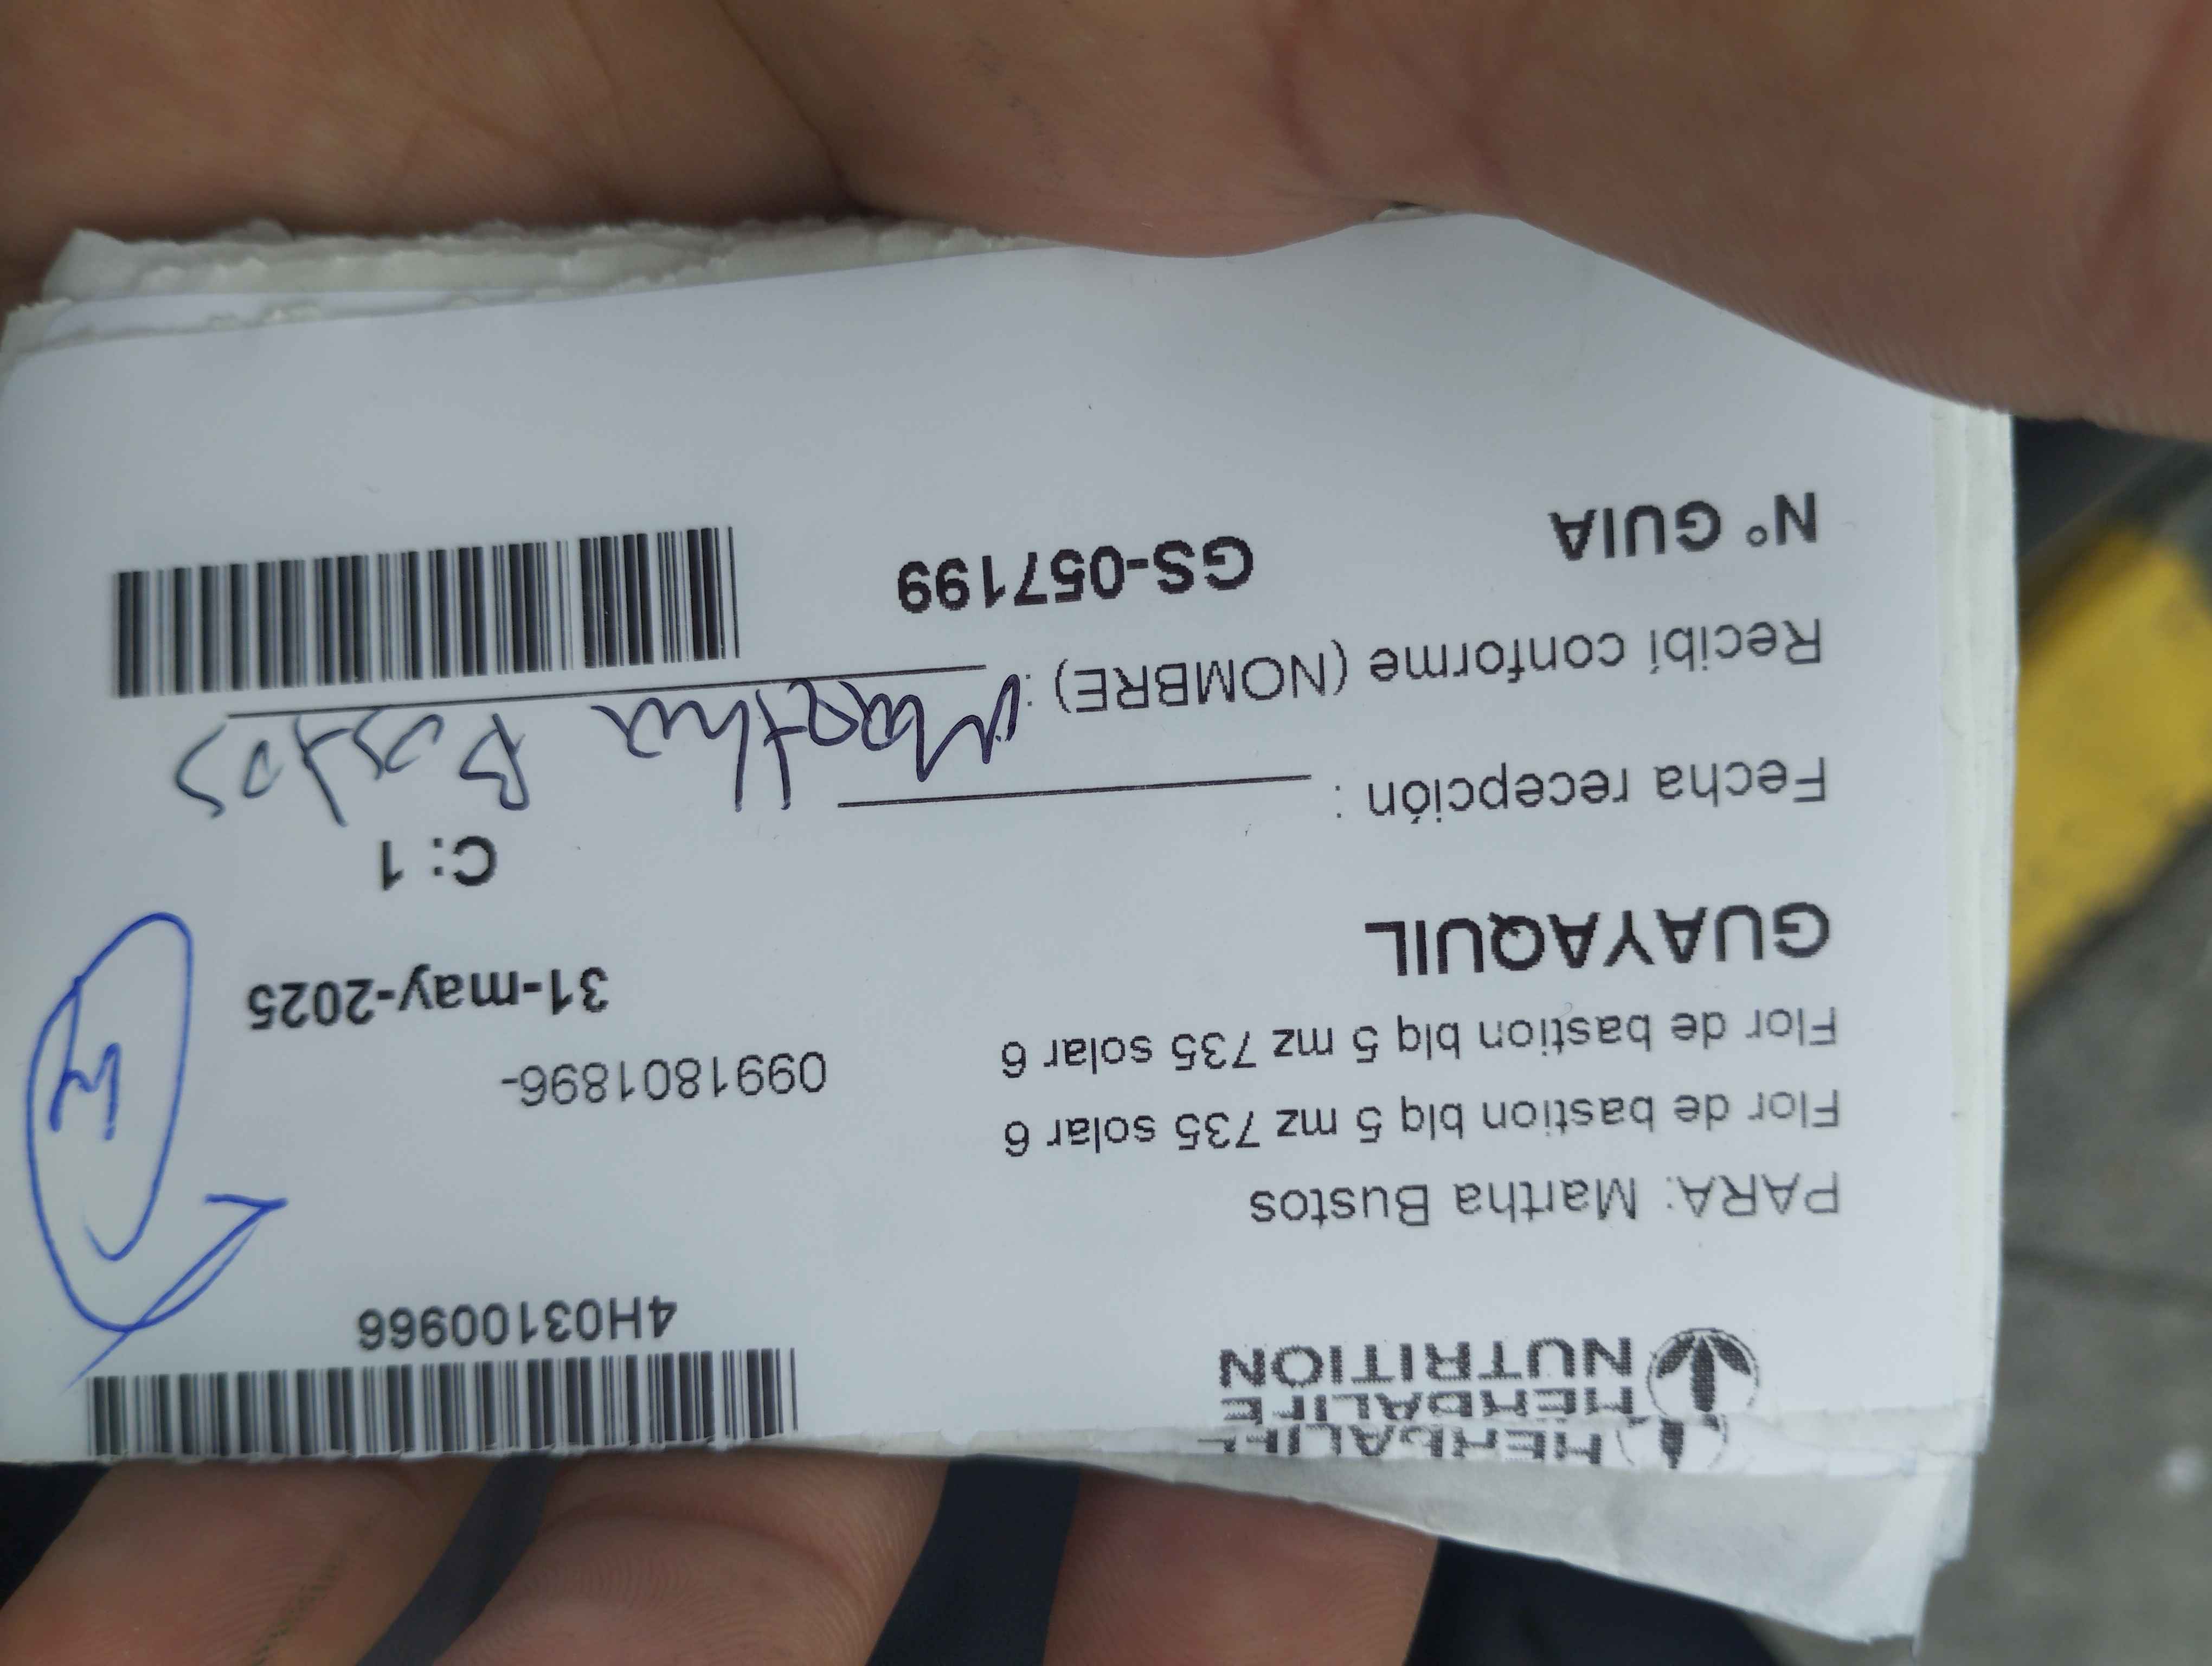 HERBALIFE
HERBALIFE
NUTRITION
4H03100966
PARA: Martha Bustos
Flor de bastion blq 5 mz 735 solar 6
Flor de bastion blq 5 mz 735 solar 6
0991801896-
GUAYAQUIL
31-may-2025
C: 1
Fecha recepción :
Recibí conforme (NOMBRE) : Martha Bustos
N° GUIA GS-057199